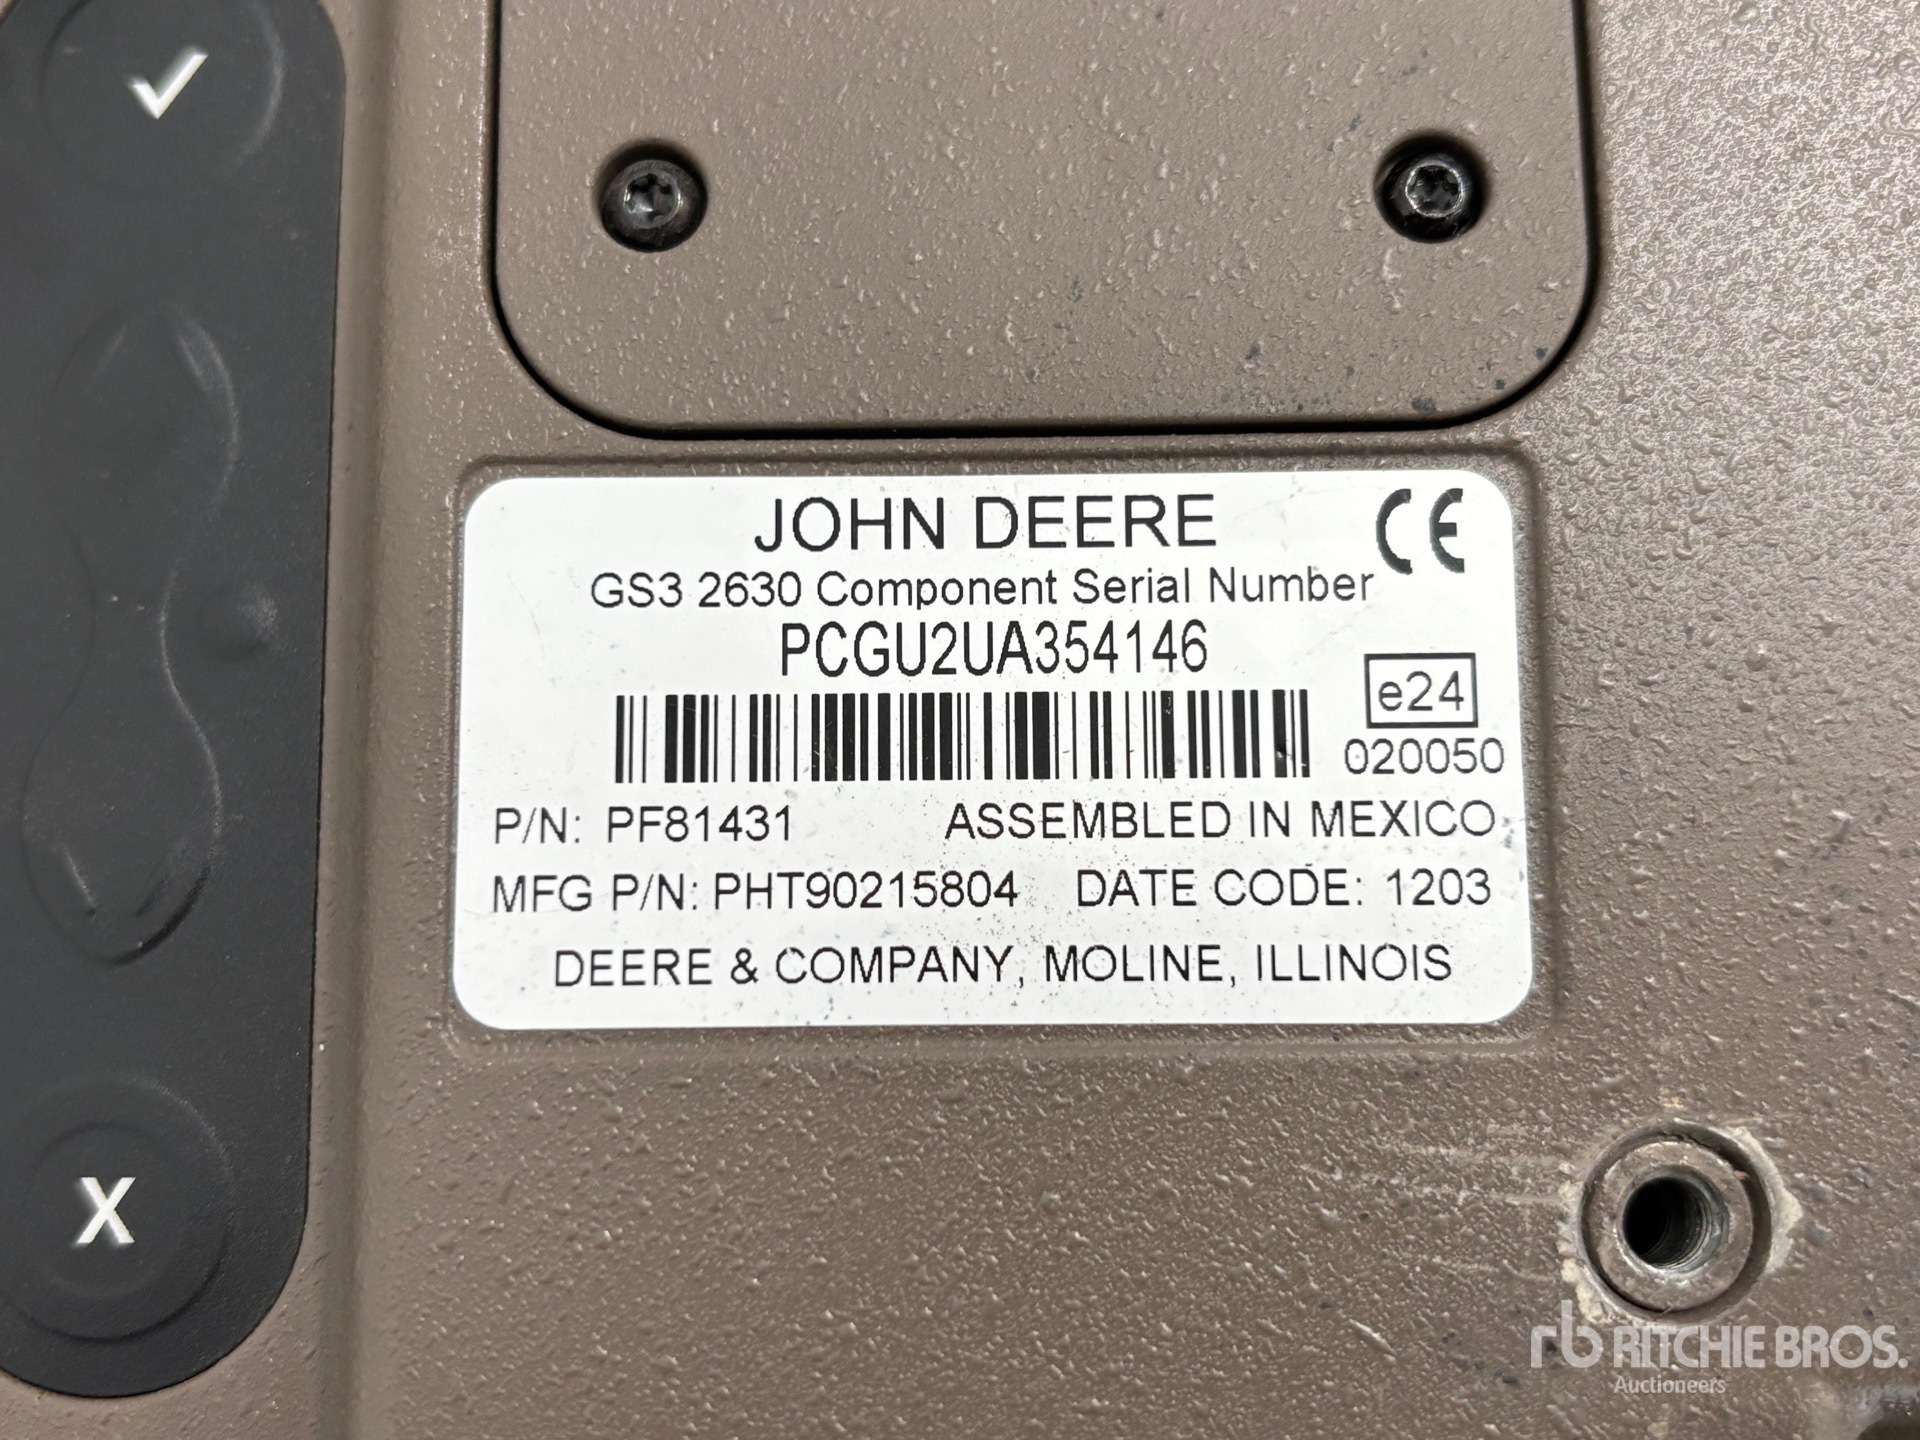 JOHN DEERE
CE
GS3 2630 Component Serial Number
PCGU2UA354146
e24
020050
P/N: PF81431 ASSEMBLED IN MEXICO
MFG P/N: PHT90215804 DATE CODE: 1203
DEERE & COMPANY, MOLINE, ILLINOIS
X
rb RITCHIE BROS.
Auctioneers